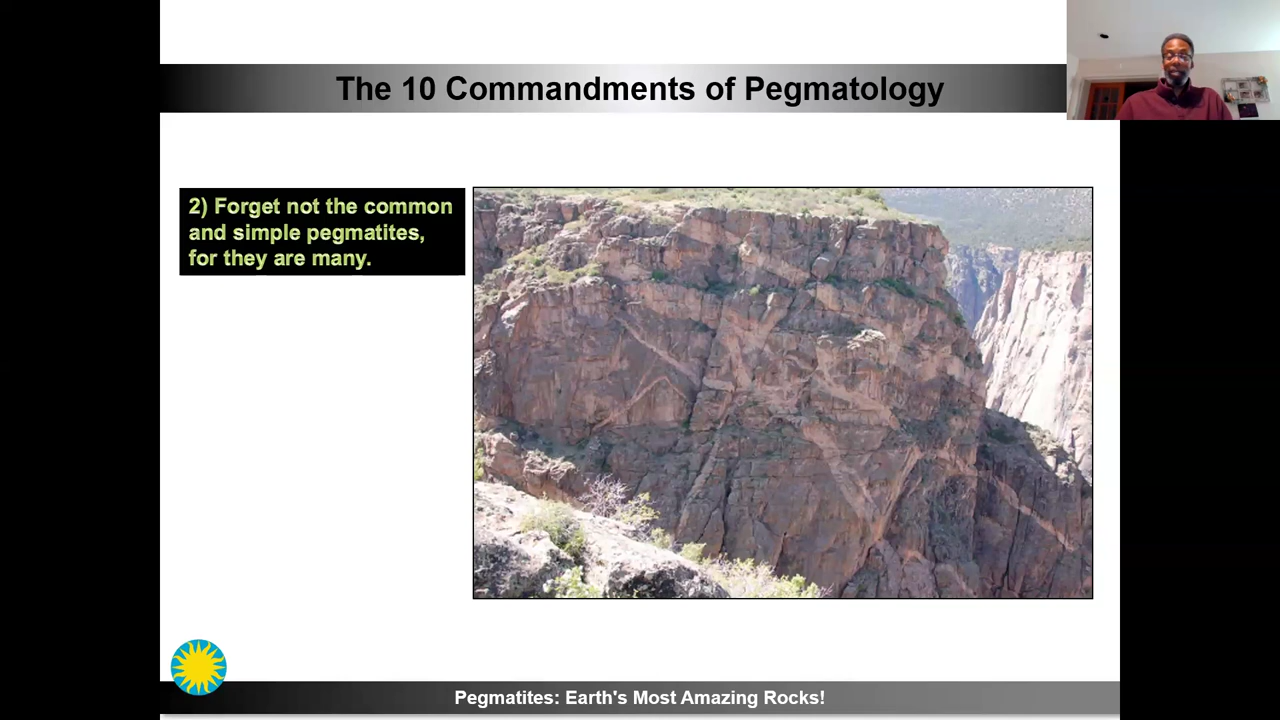 The 10 Commandments of Pegmatology
2) Forget not the common
and simple pegmatites,
for they are many.
Pegmatites: Earth's Most Amazing Rocks!